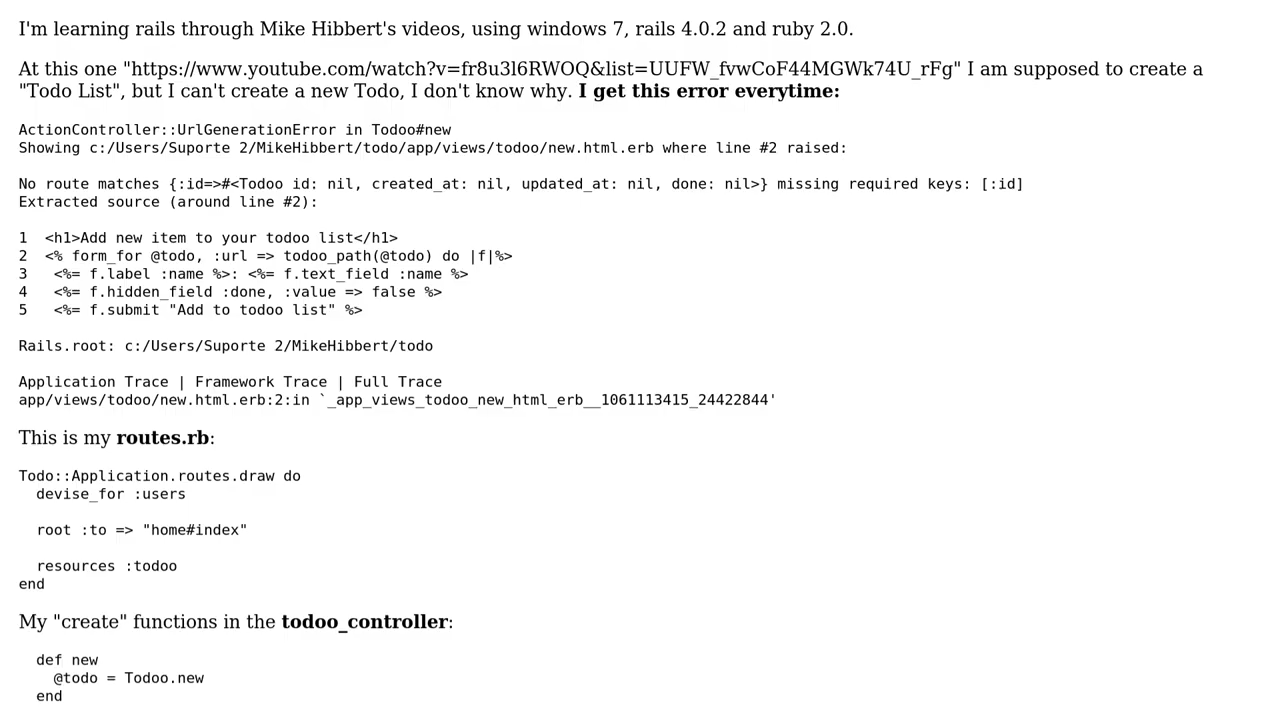 I'm learning rails through Mike Hibbert's videos, using windows 7, rails 4.0.2 and ruby 2.0.
At this one "https://www.youtube.com/watch?v=fr8u3l6RWOQ&list=UUFW_fvwCoF44MGWk74U_rFg" I am supposed to create a
"Todo List", but I can't create a new Todo, I don't know why. I get this error everytime:
ActionController::UrlGenerationError in Todoo#new
Showing c:/Users/Suporte 2/MikeHibbert/todo/app/views/todoo/new.html.erb where line #2 raised:
No route matches {:id=>#<Todoo id: nil, created_at: nil, updated_at: nil, done: nil>} missing required keys: [:id]
Extracted source (around line #2):
1  <h1>Add new item to your todoo list</h1>
2  <% form_for @todo, :url => todoo_path(@todo) do |f|%>
3   <%= f.label :name %>: <%= f.text_field :name %>
4   <%= f.hidden_field :done, :value => false %>
5   <%= f.submit "Add to todoo list" %>
Rails.root: c:/Users/Suporte 2/MikeHibbert/todo
Application Trace | Framework Trace | Full Trace
app/views/todoo/new.html.erb:2:in `_app_views_todoo_new_html_erb__1061113415_24422844'
This is my routes.rb:
Todo::Application.routes.draw do
  devise_for :users
  root :to => "home#index"
  resources :todoo
end
My "create" functions in the todoo_controller:
  def new
    @todo = Todoo.new
  end